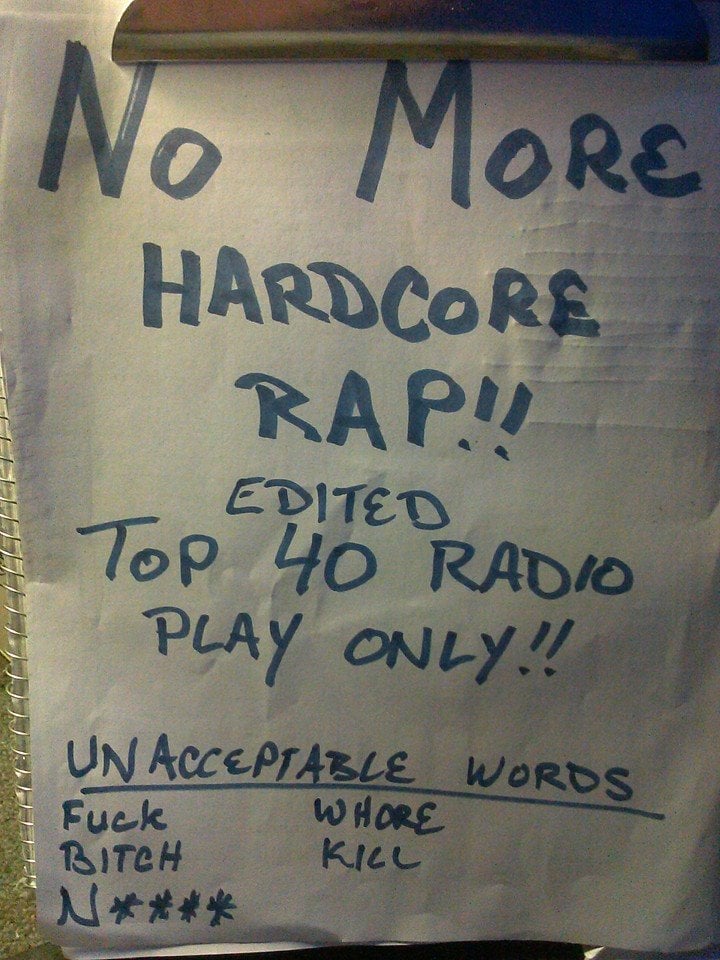 No MORE
HARDCORE
RAP!!
EDITED
TOP 40 RADIO
PLAY ONLY!!
UNACCEPTABLE WORDS
Fuck WHORE
BITCH KILL
N****